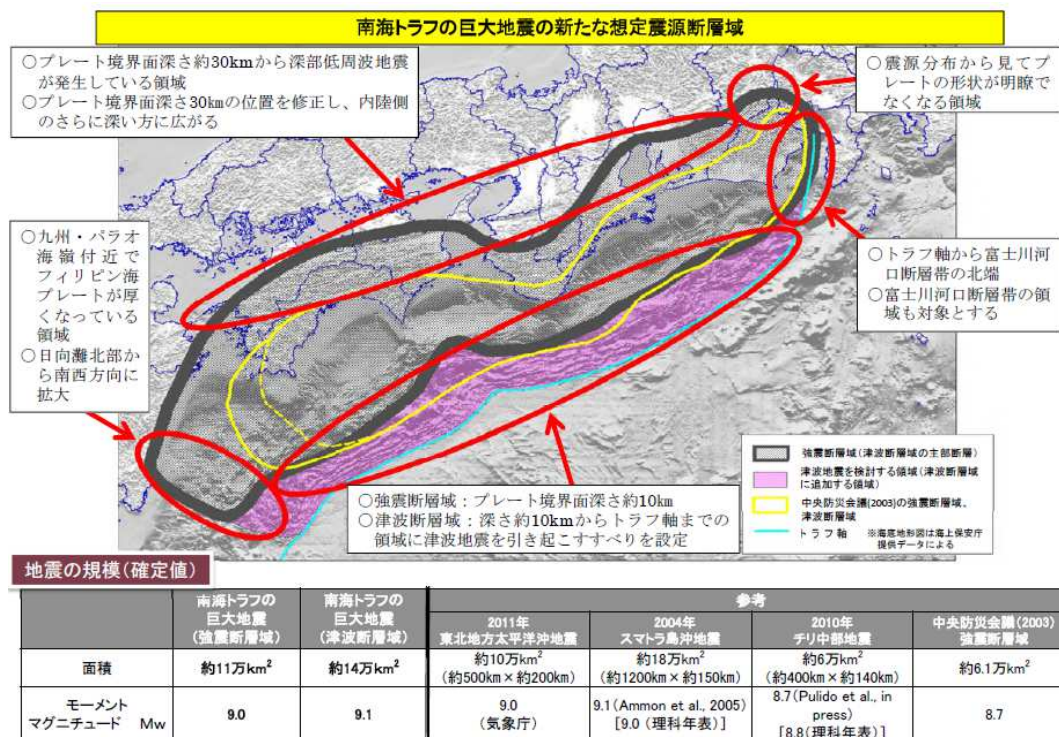 南海トラフの巨大地震の新たな想定震源断層域
○プレート境界面深さ約30kmから深部低周波地震
が発生している領域
○プレート境界面深さ30kmの位置を修正し、内陸側
のさらに深い方に広がる
○震源分布から見てプ
レートの形状が明瞭で
なくなる領域
○九州・パラオ
海嶺付近で
フィリピン海
プレートが厚
くなっている
領域
○日向灘北部か
ら南西方向に
拡大
○トラフ軸から富士川河
口断層帯の北端
○富士川河口断層帯の領
域も対象とする
○強震断層域：プレート境界面深さ約10km
○津波断層域：深さ約10kmからトラフ軸までの
領域に津波地震を引き起こすすべりを設定
強震断層域(津波断層域の主部断層)
津波地震を検討する領域(津波断層域
に追加する領域)
中央防災会議(2003)の強震断層域、
津波断層域
トラフ軸 ※海底地形図は海上保安庁
提供データによる
地震の規模(確定値)
南海トラフの
巨大地震
(強震断層域)
南海トラフの
巨大地震
(津波断層域)
参考
2011年
東北地方太平洋沖地震
2004年
スマトラ島沖地震
2010年
チリ中部地震
中央防災会議(2003)
強震断層域
面積
約11万km²
約14万km²
約10万km²
(約500km×約200km)
約18万km²
(約1200km×約150km)
約6万km²
(約400km×約140km)
約6.1万km²
モーメント
マグニチュード Mw
9.0
9.1
9.0
(気象庁)
9.1(Ammon et al., 2005)
[9.0 (理科年表)]
8.7(Pulido et al., in
press)
[8.8(理科年表)]
8.7